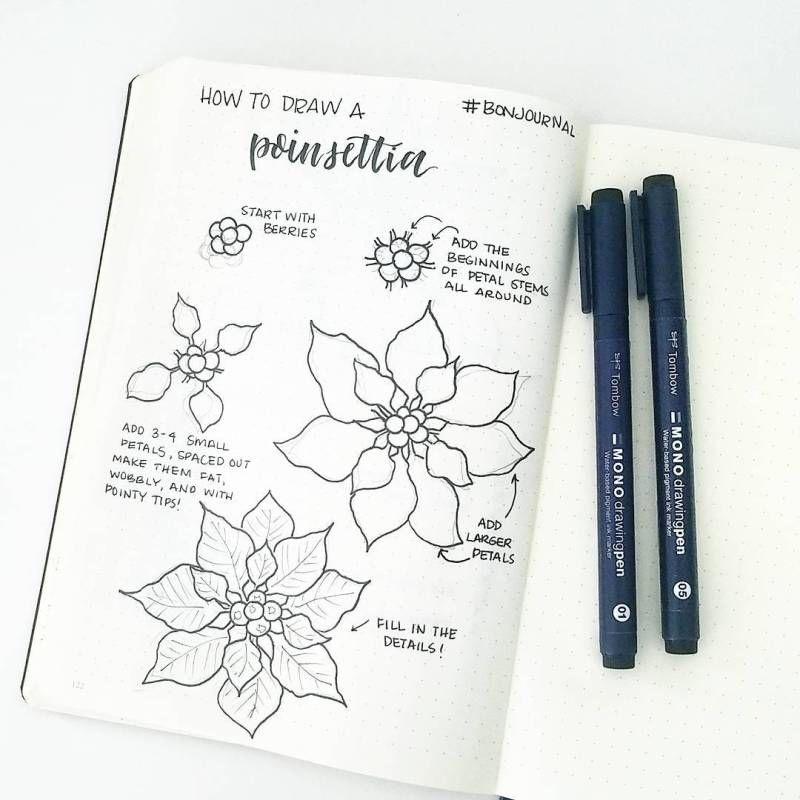 HOW TO DRAW A
#BONJOURNAL
poinsettia
START WITH
BERRIES
ADD THE
BEGINNINGS
OF PETAL STEMS
ALL AROUND
ADD 3-4 SMALL
PETALS, SPACED OUT
MAKE THEM FAT,
WOBBLY, AND WITH
POINTY TIPS!
ADD
LARGER
PETALS
FILL IN THE
DETAILS!
122
Tombow
MONO drawingpen
Water-based pigment ink marker
01
Tombow
MONO drawingpen
Water-based pigment ink marker
05